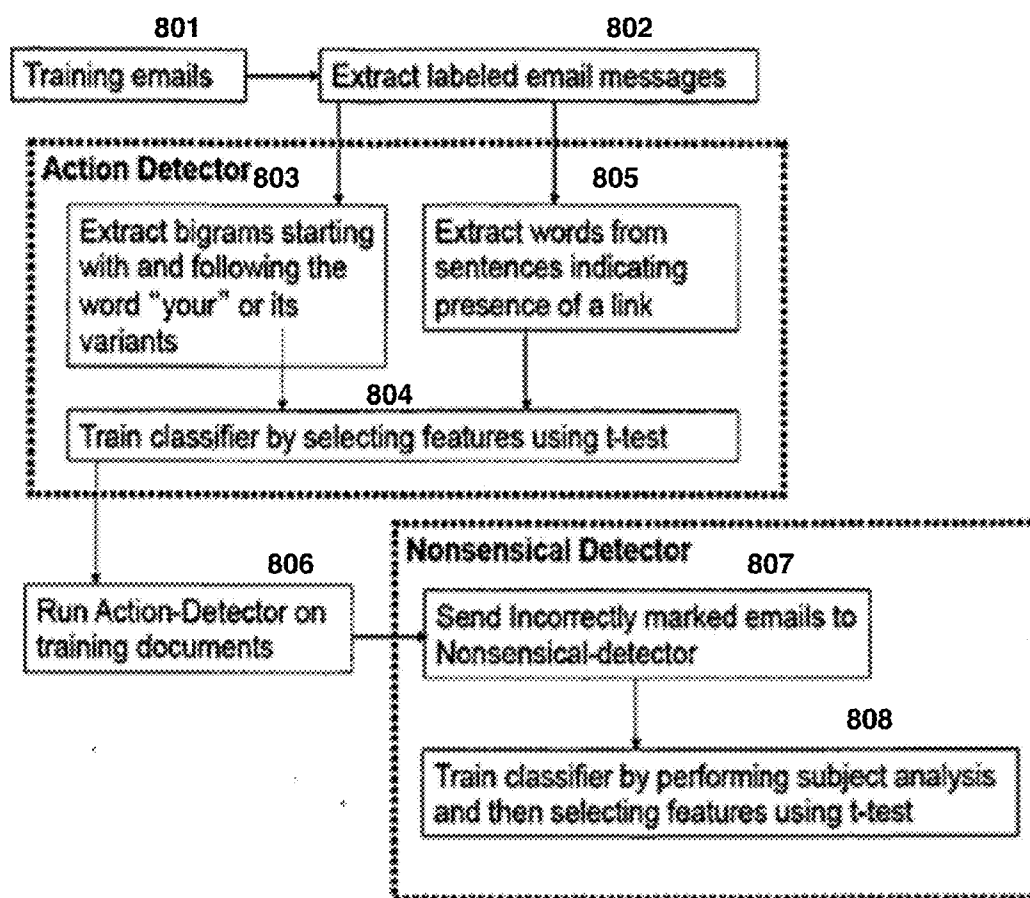 801
Training emails
802
Extract labeled email messages
Action Detector
803
Extract bigrams starting
with and following the
word "your" or its
variants
805
Extract words from
sentences indicating
presence of a link
804
Train classifier by selecting features using t-test
806
Run Action-Detector on
training documents
Nonsensical Detector
807
Send Incorrectly marked emails to
Nonsensical-detector
808
Train classifier by performing subject analysis
and then selecting features using t-test